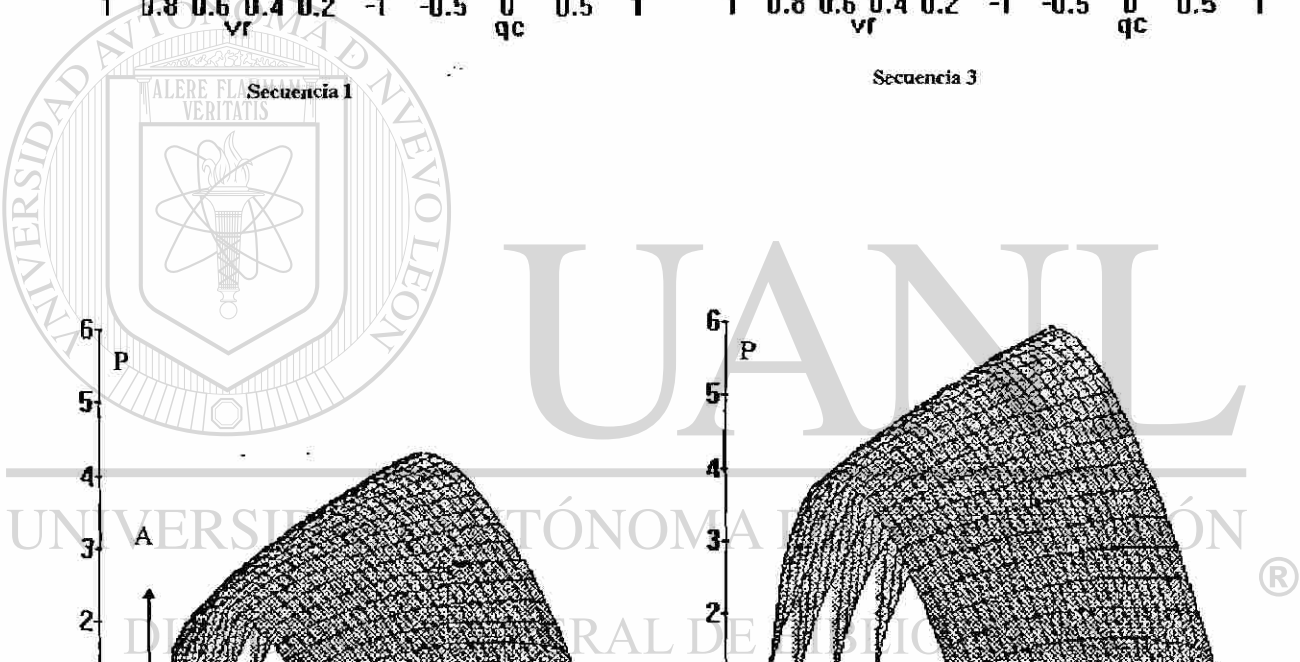 1 0.8 0.6 0.4 0.2 -1 -0.5 0 0.5 1
vr qc
1 0.8 0.6 0.4 0.2 -1 -0.5 0 0.5 1
vr qc
Secuencia 1
Secuencia 3
UNIVERSIDAD AUTÓNOMA D NUEVO LEON
ALERE FLAMMAM
VERITATIS
UANL
6
P
5
4
A
3
2
6
P
5
4
3
2
®